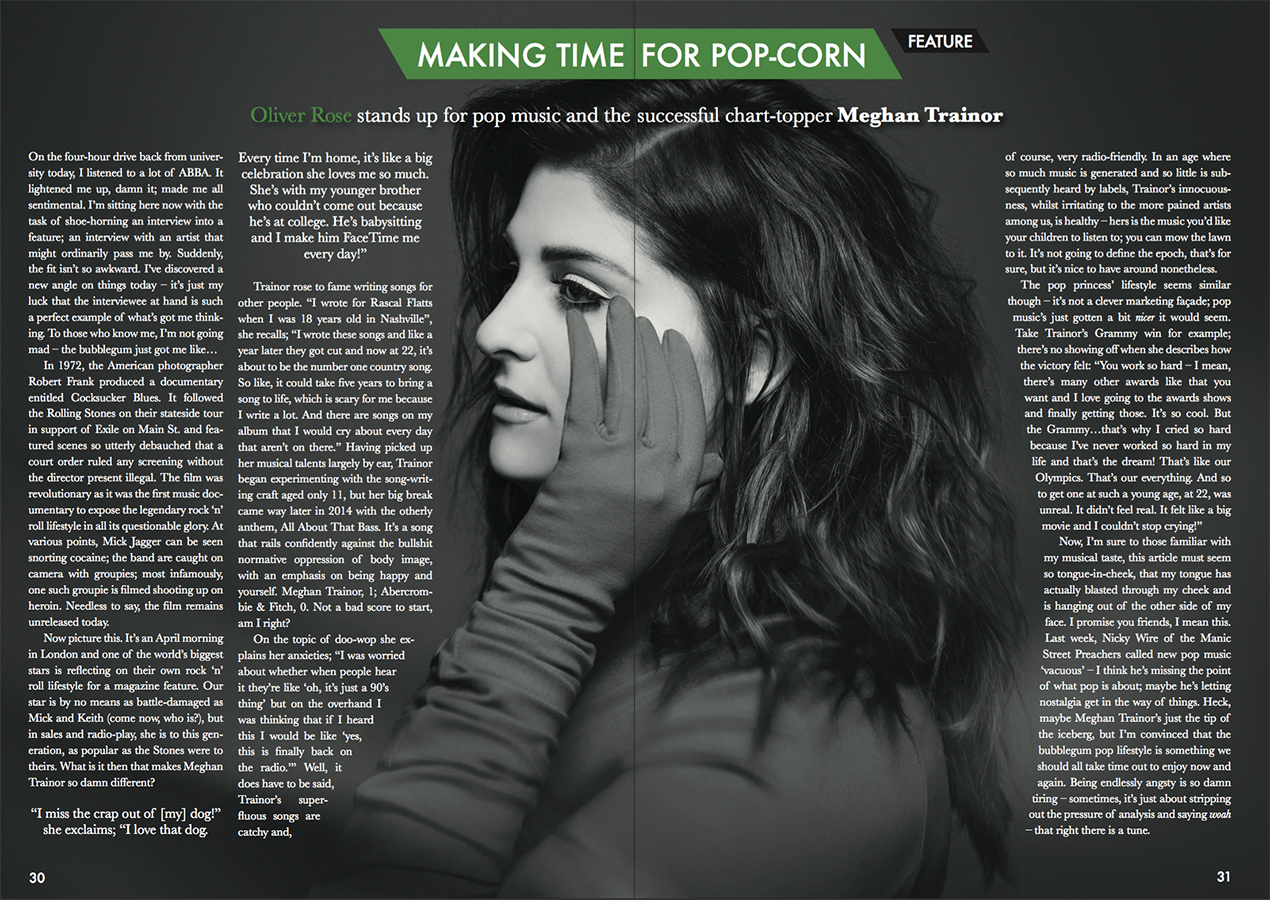 MAKING TIME FOR POP-CORN
FEATURE
Oliver Rose stands up for pop music and the successful chart-topper Meghan Trainor
On the four-hour drive back from univer-
sity today, I listened to a lot of ABBA. It
lightened me up, damn it; made me all
sentimental. I'm sitting here now with the
task of shoe-horning an interview into a
feature; an interview with an artist that
might ordinarily pass me by. Suddenly,
the fit isn't so awkward. I've discovered a
new angle on things today – it's just my
luck that the interviewee at hand is such
a perfect example of what's got me think-
ing. To those who know me, I'm not going
mad – the bubblegum just got me like…
In 1972, the American photographer
Robert Frank produced a documentary
entitled Cocksucker Blues. It followed
the Rolling Stones on their stateside tour
in support of Exile on Main St. and fea-
tured scenes so utterly debauched that a
court order ruled any screening without
the director present illegal. The film was
revolutionary as it was the first music doc-
umentary to expose the legendary rock 'n'
roll lifestyle in all its questionable glory. At
various points, Mick Jagger can be seen
snorting cocaine; the band are caught on
camera with groupies; most infamously,
one such groupie is filmed shooting up on
heroin. Needless to say, the film remains
unreleased today.
Now picture this. It's an April morning
in London and one of the world's biggest
stars is reflecting on their own rock 'n'
roll lifestyle for a magazine feature. Our
star is by no means as battle-damaged as
Mick and Keith (come now, who is?), but
in sales and radio-play, she is to this gen-
eration, as popular as the Stones were to
theirs. What is it then that makes Meghan
Trainor so damn different?
"I miss the crap out of [my] dog!"
she exclaims; "I love that dog.
Every time I'm home, it's like a big
celebration she loves me so much.
She's with my younger brother
who couldn't come out because
he's at college. He's babysitting
and I make him FaceTime me
every day!"
Trainor rose to fame writing songs for
other people. "I wrote for Rascal Flatts
when I was 18 years old in Nashville",
she recalls; "I wrote these songs and like a
year later they got cut and now at 22, it's
about to be the number one country song.
So like, it could take five years to bring a
song to life, which is scary for me because
I write a lot. And there are songs on my
album that I would cry about every day
that aren't on there." Having picked up
her musical talents largely by ear, Trainor
began experimenting with the song-writ-
ing craft aged only 11, but her big break
came way later in 2014 with the otherly
anthem, All About That Bass. It's a song
that rails confidently against the bullshit
normative oppression of body image,
with an emphasis on being happy and
yourself. Meghan Trainor, 1; Abercrom-
bie & Fitch, 0. Not a bad score to start,
am I right?
On the topic of doo-wop she ex-
plains her anxieties; "I was worried
about whether when people hear
it they're like 'oh, it's just a 90's
thing' but on the overhand I
was thinking that if I heard
this I would be like 'yes,
this is finally back on
the radio.'" Well, it
does have to be said,
Trainor's super-
fluous songs are
catchy and,
of course, very radio-friendly. In an age where
so much music is generated and so little is sub-
sequently heard by labels, Trainor's innocuous-
ness, whilst irritating to the more pained artists
among us, is healthy – hers is the music you'd like
your children to listen to; you can mow the lawn
to it. It's not going to define the epoch, that's for
sure, but it's nice to have around nonetheless.
The pop princess' lifestyle seems similar
though – it's not a clever marketing façade; pop
music's just gotten a bit nicer it would seem.
Take Trainor's Grammy win for example;
there's no showing off when she describes how
the victory felt: "You work so hard – I mean,
there's many other awards like that you
want and I love going to the awards shows
and finally getting those. It's so cool. But
the Grammy…that's why I cried so hard
because I've never worked so hard in my
life and that's the dream! That's like our
Olympics. That's our everything. And so
to get one at such a young age, at 22, was
unreal. It didn't feel real. It felt like a big
movie and I couldn't stop crying!"
Now, I'm sure to those familiar with
my musical taste, this article must seem
so tongue-in-cheek, that my tongue has
actually blasted through my cheek and
is hanging out of the other side of my
face. I promise you friends, I mean this.
Last week, Nicky Wire of the Manic
Street Preachers called new pop music
'vacuous' – I think he's missing the point
of what pop is about; maybe he's letting
nostalgia get in the way of things. Heck,
maybe Meghan Trainor's just the tip of
the iceberg, but I'm convinced that the
bubblegum pop lifestyle is something we
should all take time out to enjoy now and
again. Being endlessly angsty is so damn
tiring – sometimes, it's just about stripping
out the pressure of analysis and saying woah
– that right there is a tune.
30
31